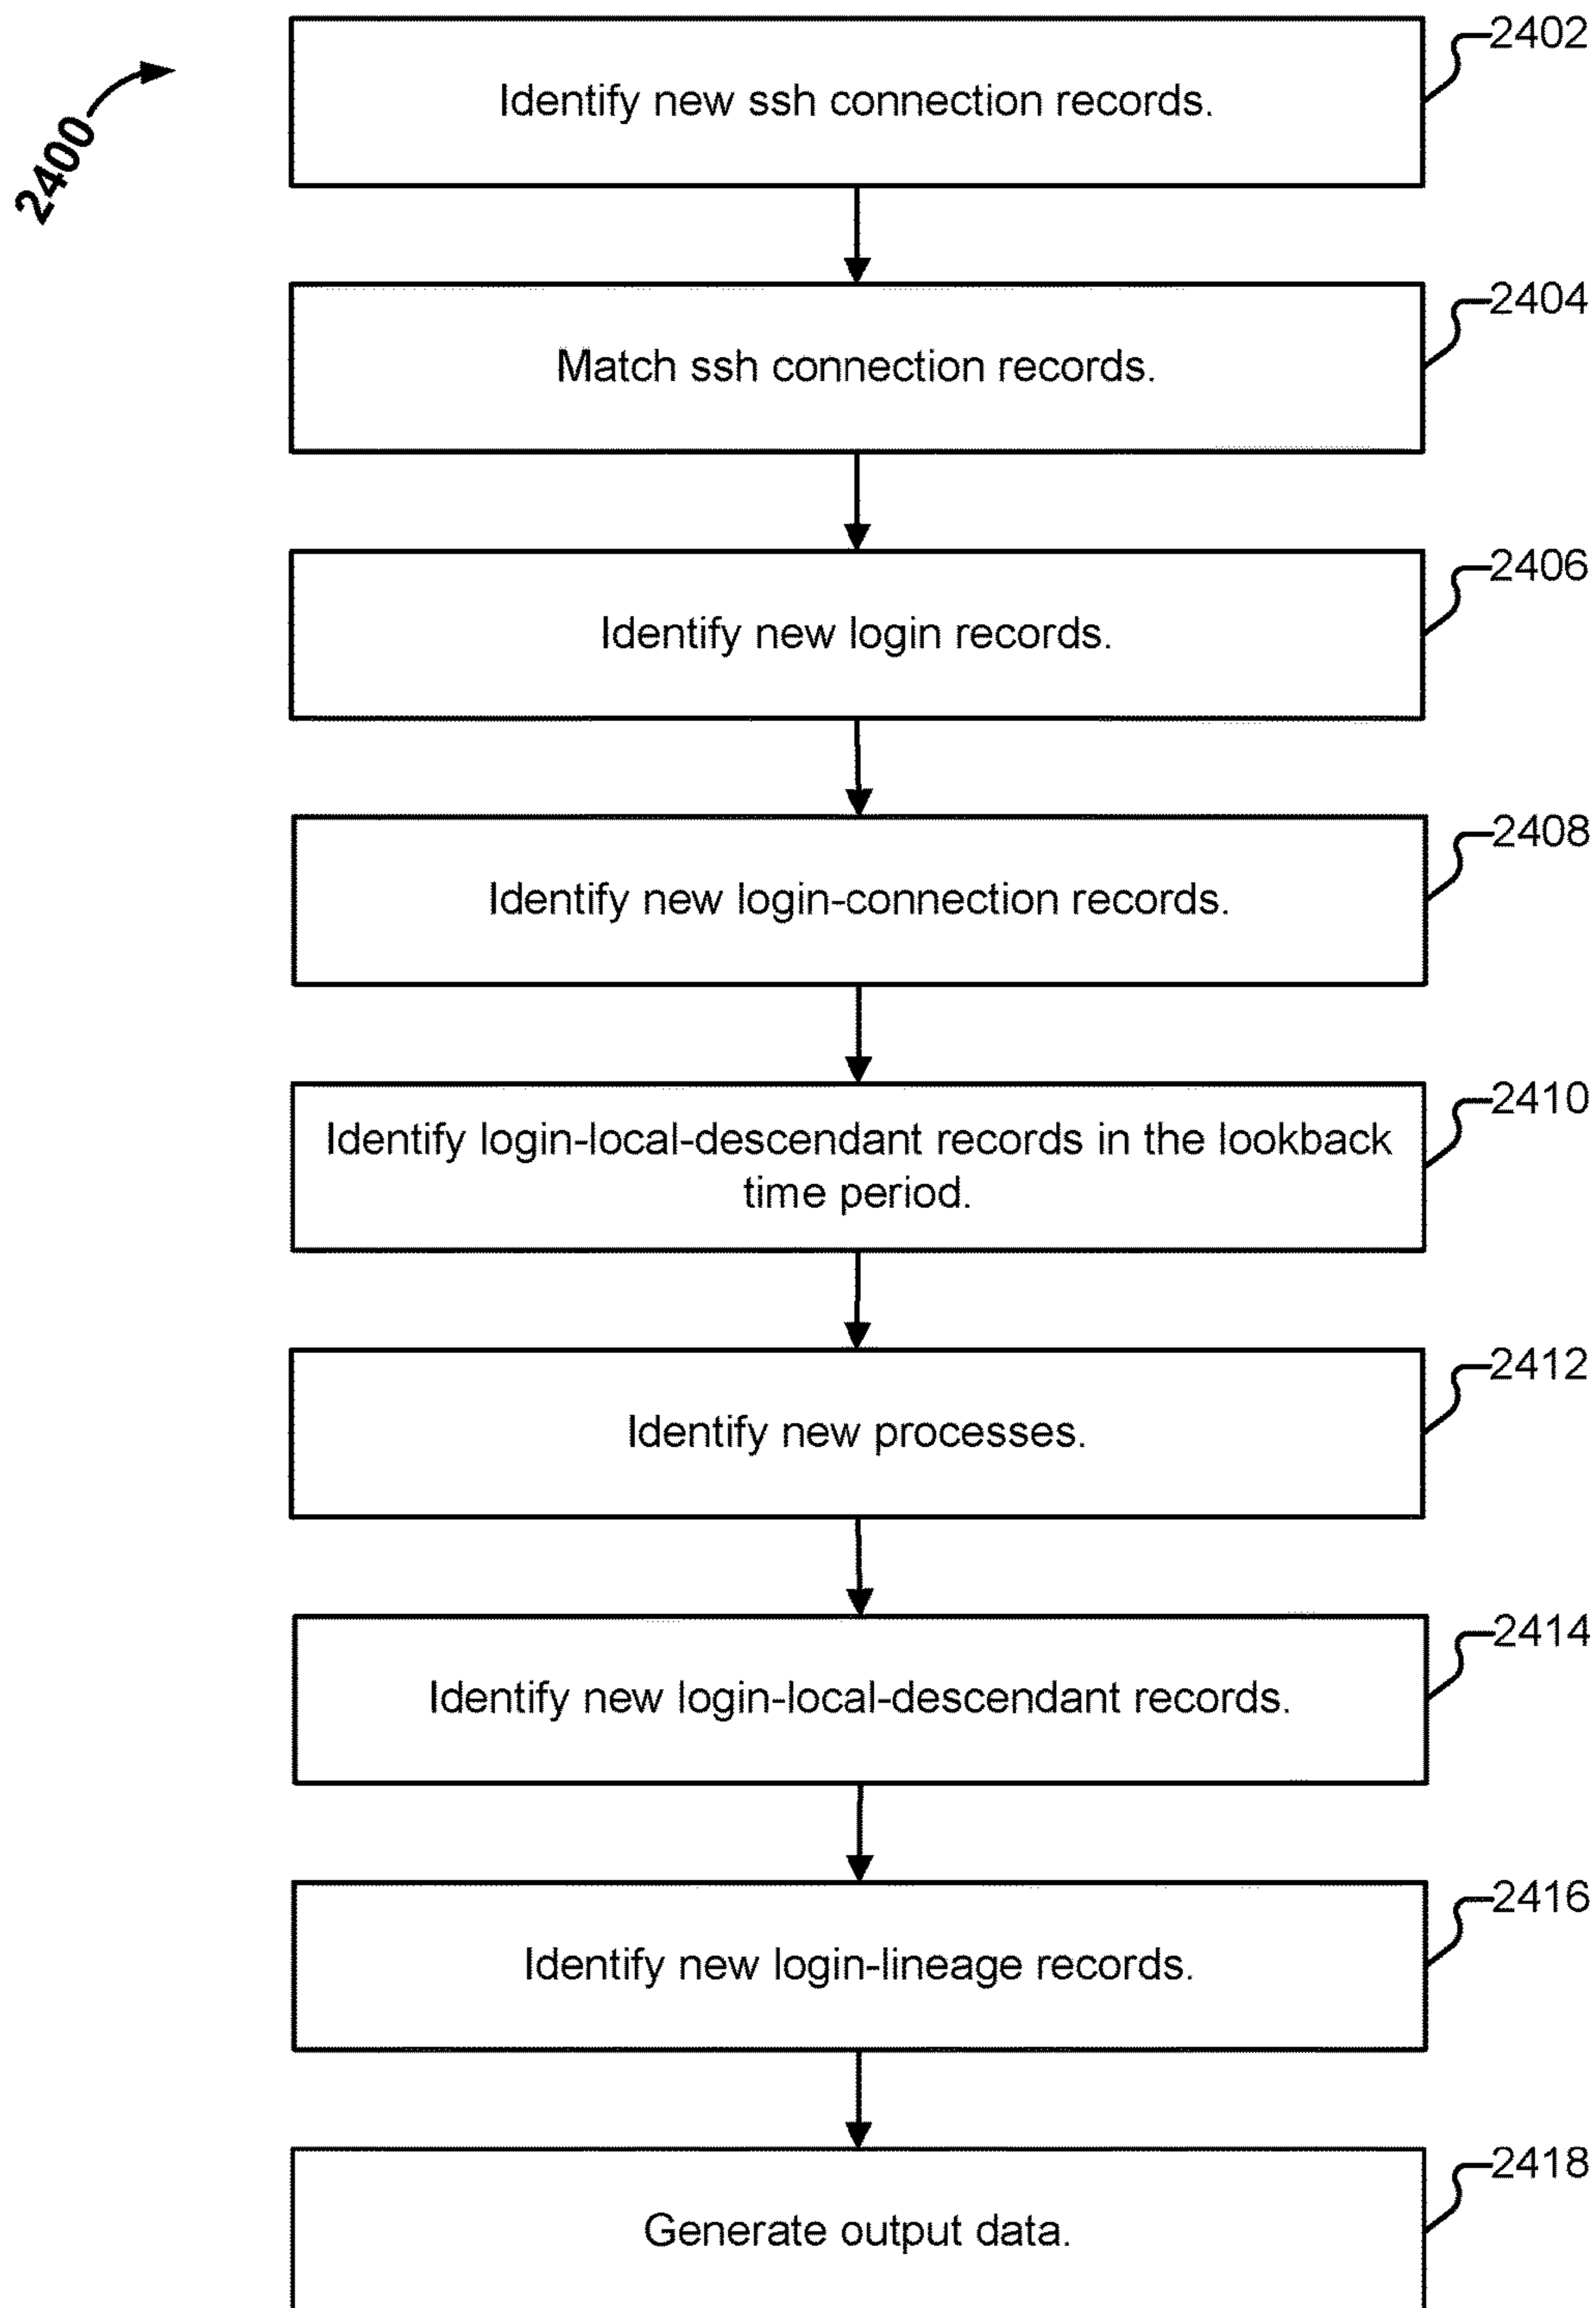 2400
Identify new ssh connection records.
2402
Match ssh connection records.
2404
Identify new login records.
2406
Identify new login-connection records.
2408
Identify login-local-descendant records in the lookback
time period.
2410
Identify new processes.
2412
Identify new login-local-descendant records.
2414
Identify new login-lineage records.
2416
Generate output data.
2418